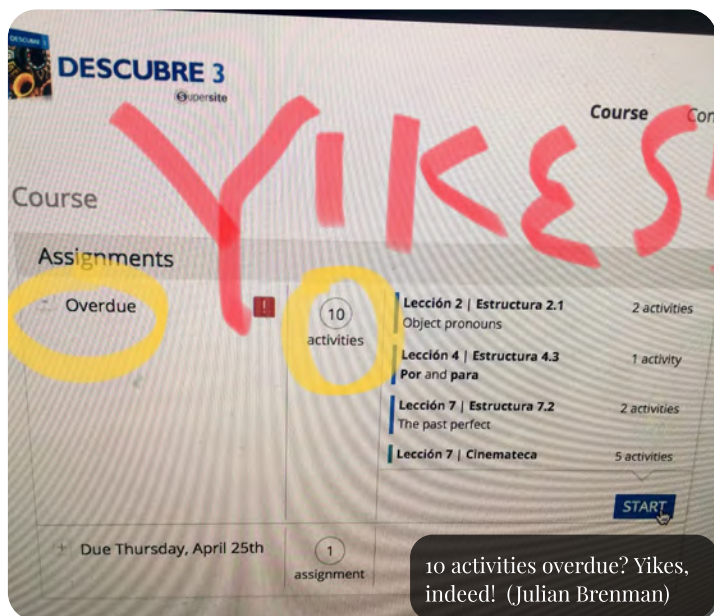 DESCUBRE 3
DESCUBRE 3
Supersite
Course
YIKES!
Course
Assignments
Overdue
!
10
activities
Lección 2 | Estructura 2.1
2 activities
Object pronouns
Lección 4 | Estructura 4.3
1 activity
Por and para
Lección 7 | Estructura 7.2
2 activities
The past perfect
Lección 7 | Cinemateca
5 activities
START
+ Due Thursday, April 25th
1
assignment
10 activities overdue? Yikes,
indeed! (Julian Brenman)